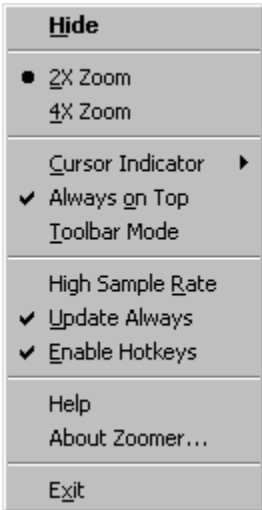 Hide
2X Zoom
4X Zoom
Cursor Indicator
Always on Top
Toolbar Mode
High Sample Rate
Update Always
Enable Hotkeys
Help
About Zoomer...
Exit